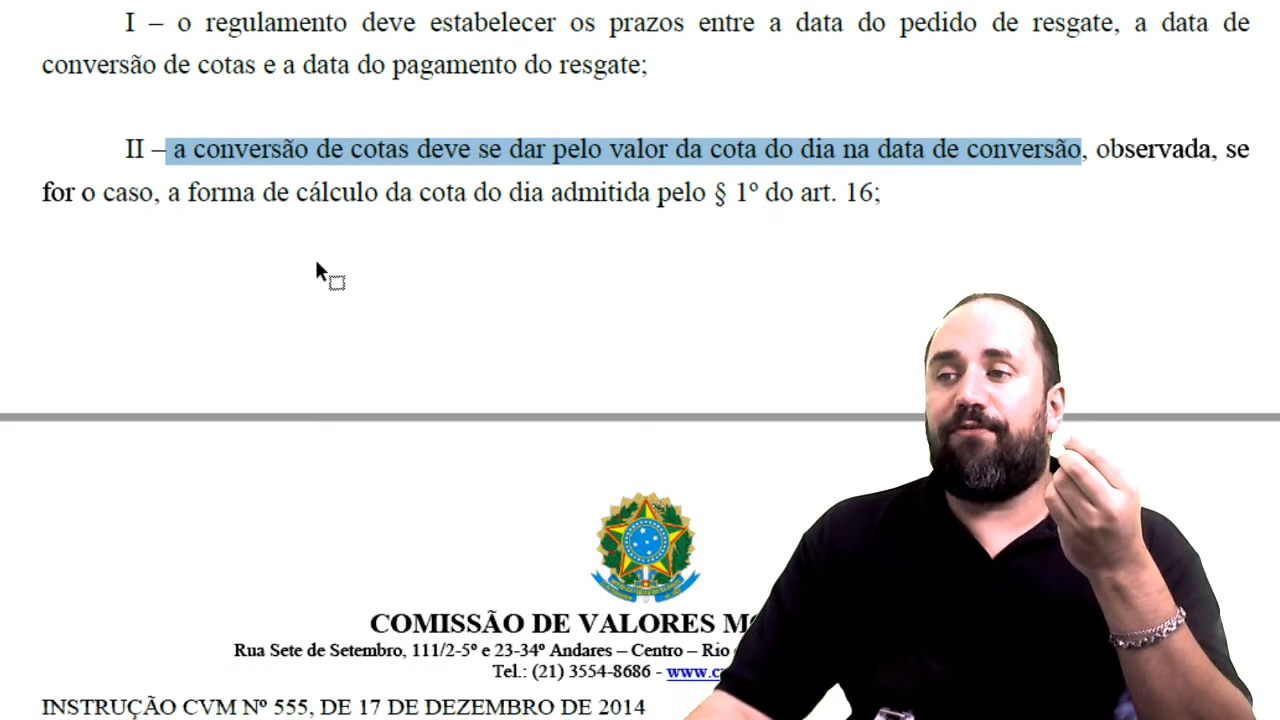 I – o regulamento deve estabelecer os prazos entre a data do pedido de resgate, a data de
conversão de cotas e a data do pagamento do resgate;
II – a conversão de cotas deve se dar pelo valor da cota do dia na data de conversão, observada, se
for o caso, a forma de cálculo da cota do dia admitida pelo § 1º do art. 16;
COMISSÃO DE VALORES
Rua Sete de Setembro, 111/2-5º e 23-34º Andares – Centro – Rio
Tel.: (21) 3554-8686 - www.
INSTRUÇÃO CVM Nº 555, DE 17 DE DEZEMBRO DE 2014